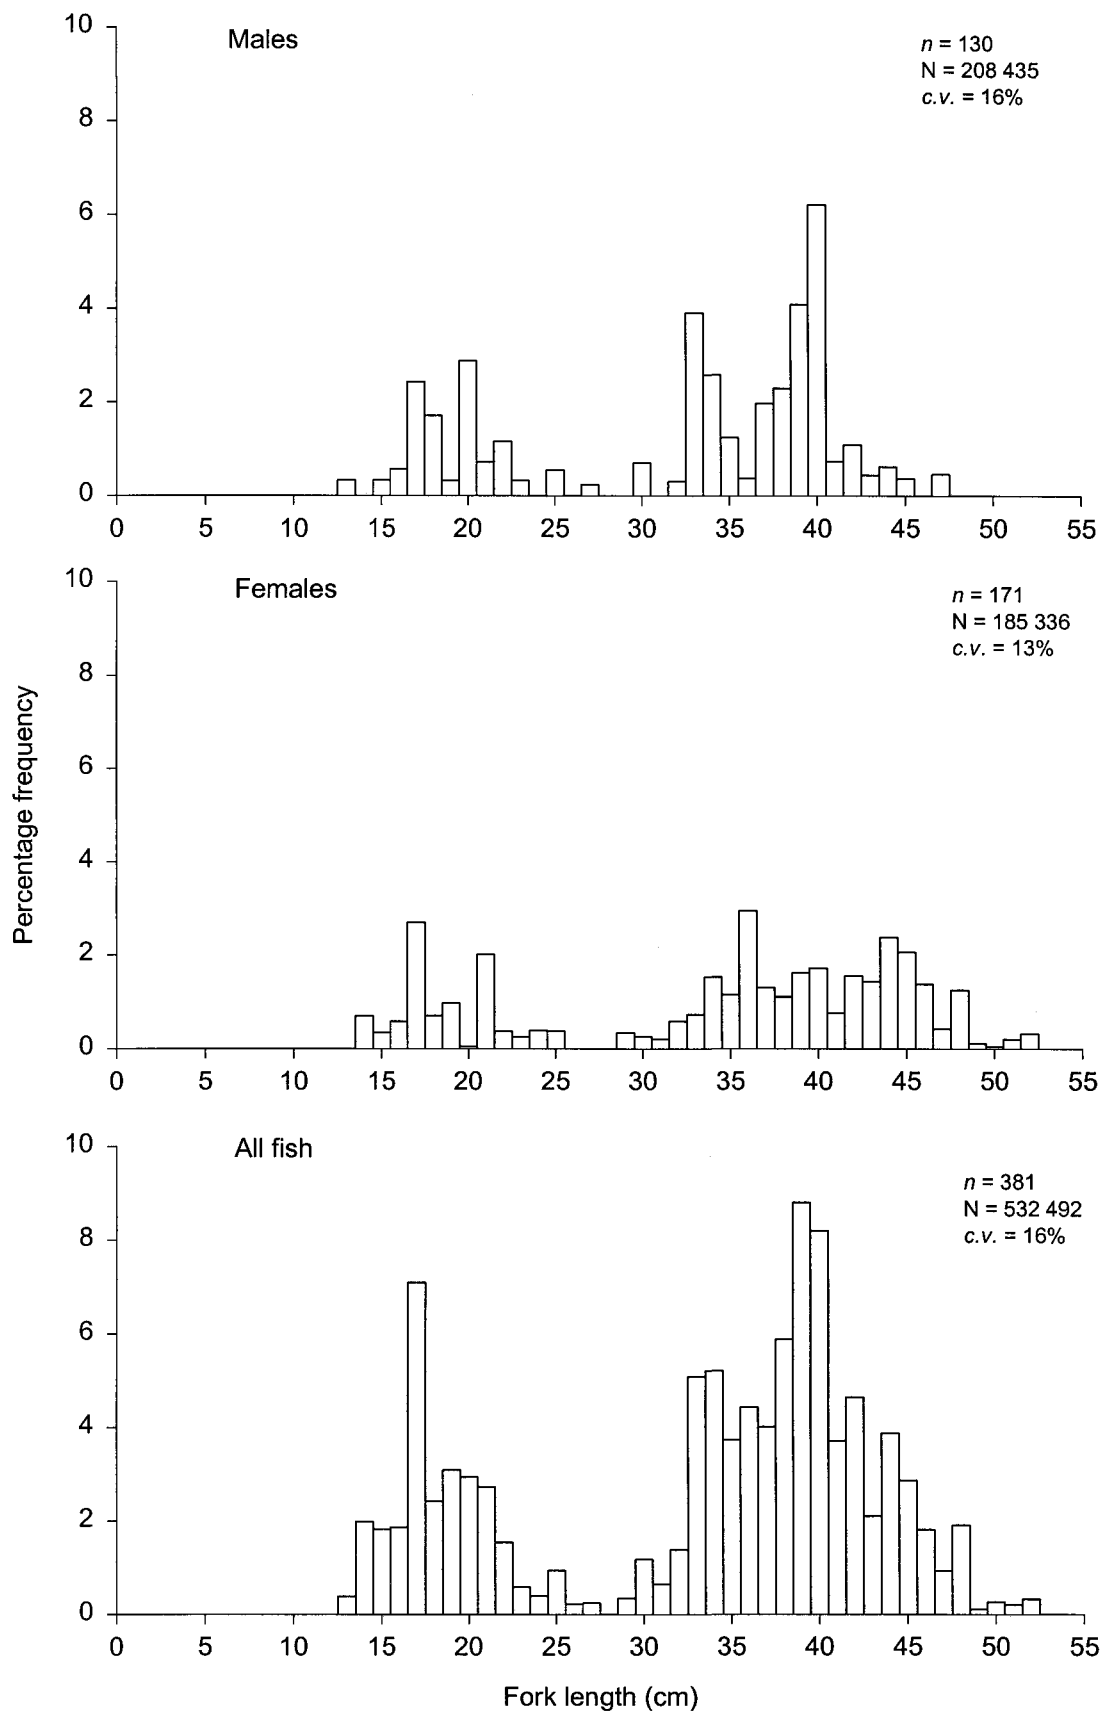 Males
n = 130
N = 208 435
c.v. = 16%
10
8
6
4
2
0
0 5 10 15 20 25 30 35 40 45 50 55
Females
n = 171
N = 185 336
c.v. = 13%
10
8
6
4
2
0
0 5 10 15 20 25 30 35 40 45 50 55
Percentage frequency
All fish
n = 381
N = 532 492
c.v. = 16%
10
8
6
4
2
0
0 5 10 15 20 25 30 35 40 45 50 55
Fork length (cm)